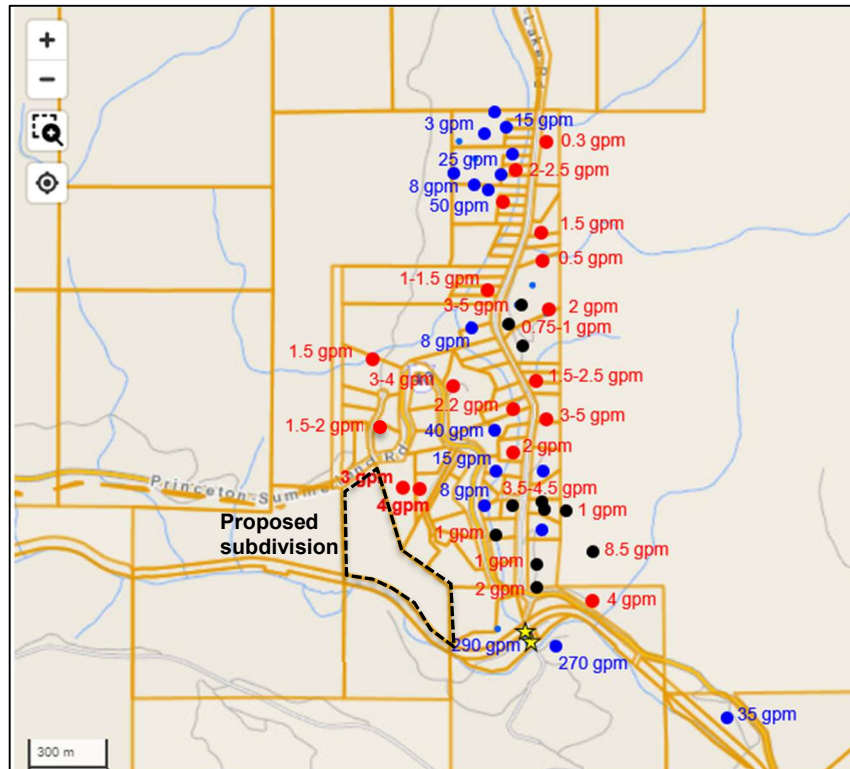 +
−
Lake Rd
3 gpm
15 gpm
0.3 gpm
25 gpm
2-2.5 gpm
8 gpm
50 gpm
1.5 gpm
0.5 gpm
1-1.5 gpm
3-5 gpm
2 gpm
0.75-1 gpm
8 gpm
1.5 gpm
3-4 gpm
1.5-2.5 gpm
2.2 gpm
3-5 gpm
1.5-2 gpm
40 gpm
2 gpm
15 gpm
3 gpm
Princeton-Summerland Rd
8 gpm
3.5-4.5 gpm
4 gpm
1 gpm
Proposed
subdivision
1 gpm
8.5 gpm
1 gpm
2 gpm
4 gpm
290 gpm
270 gpm
35 gpm
300 m